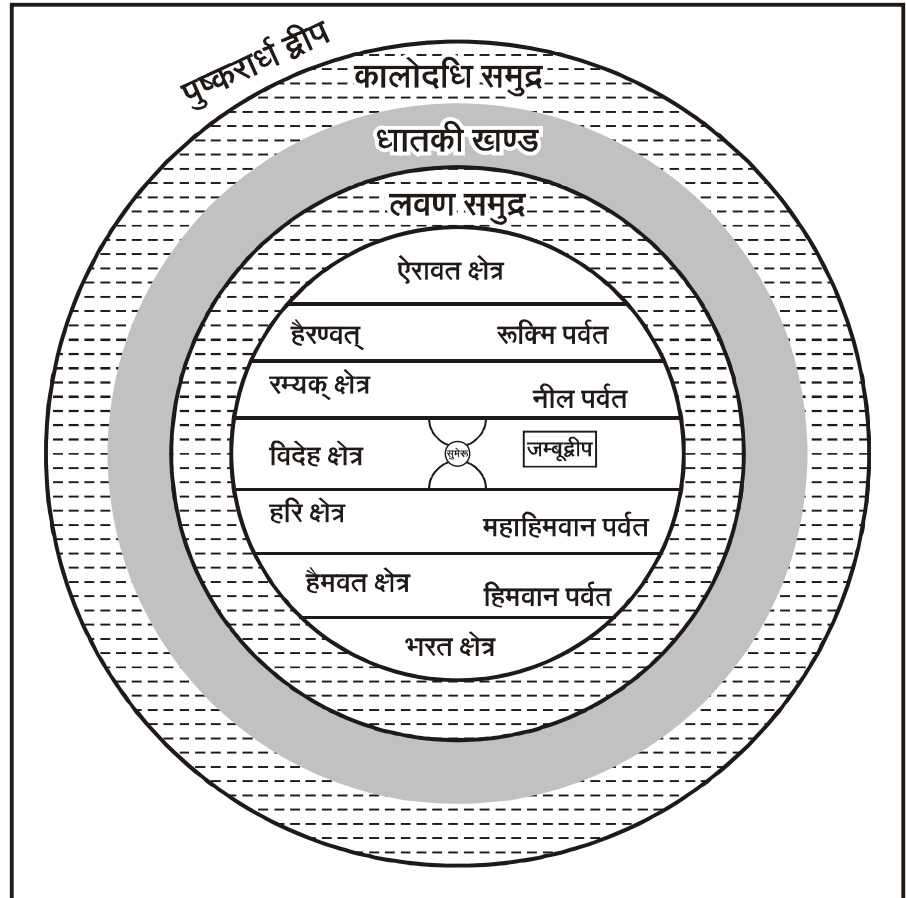 पुष्करार्ध द्वीप
कालोदधि समुद्र
धातकी खण्ड
लवण समुद्र
ऐरावत क्षेत्र
हैरण्वत्
रूक्मि पर्वत
रम्यक् क्षेत्र
नील पर्वत
विदेह क्षेत्र
सुमेरू
जम्बूद्वीप
हरि क्षेत्र
महाहिमवान पर्वत
हैमवत क्षेत्र
हिमवान पर्वत
भरत क्षेत्र